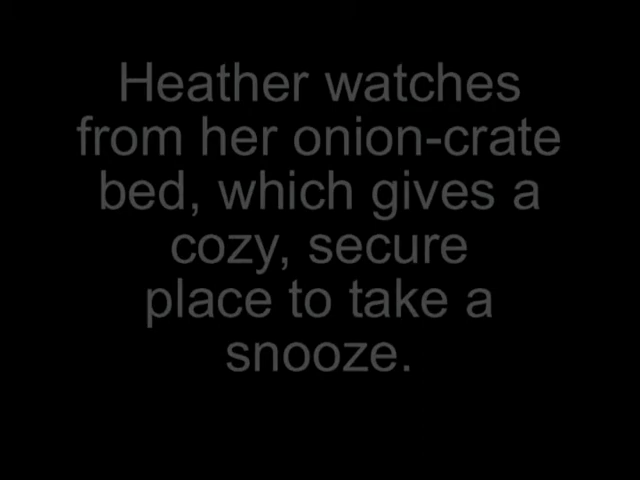 Heather watches
from her onion-crate
bed, which gives a
cozy, secure
place to take a
snooze.